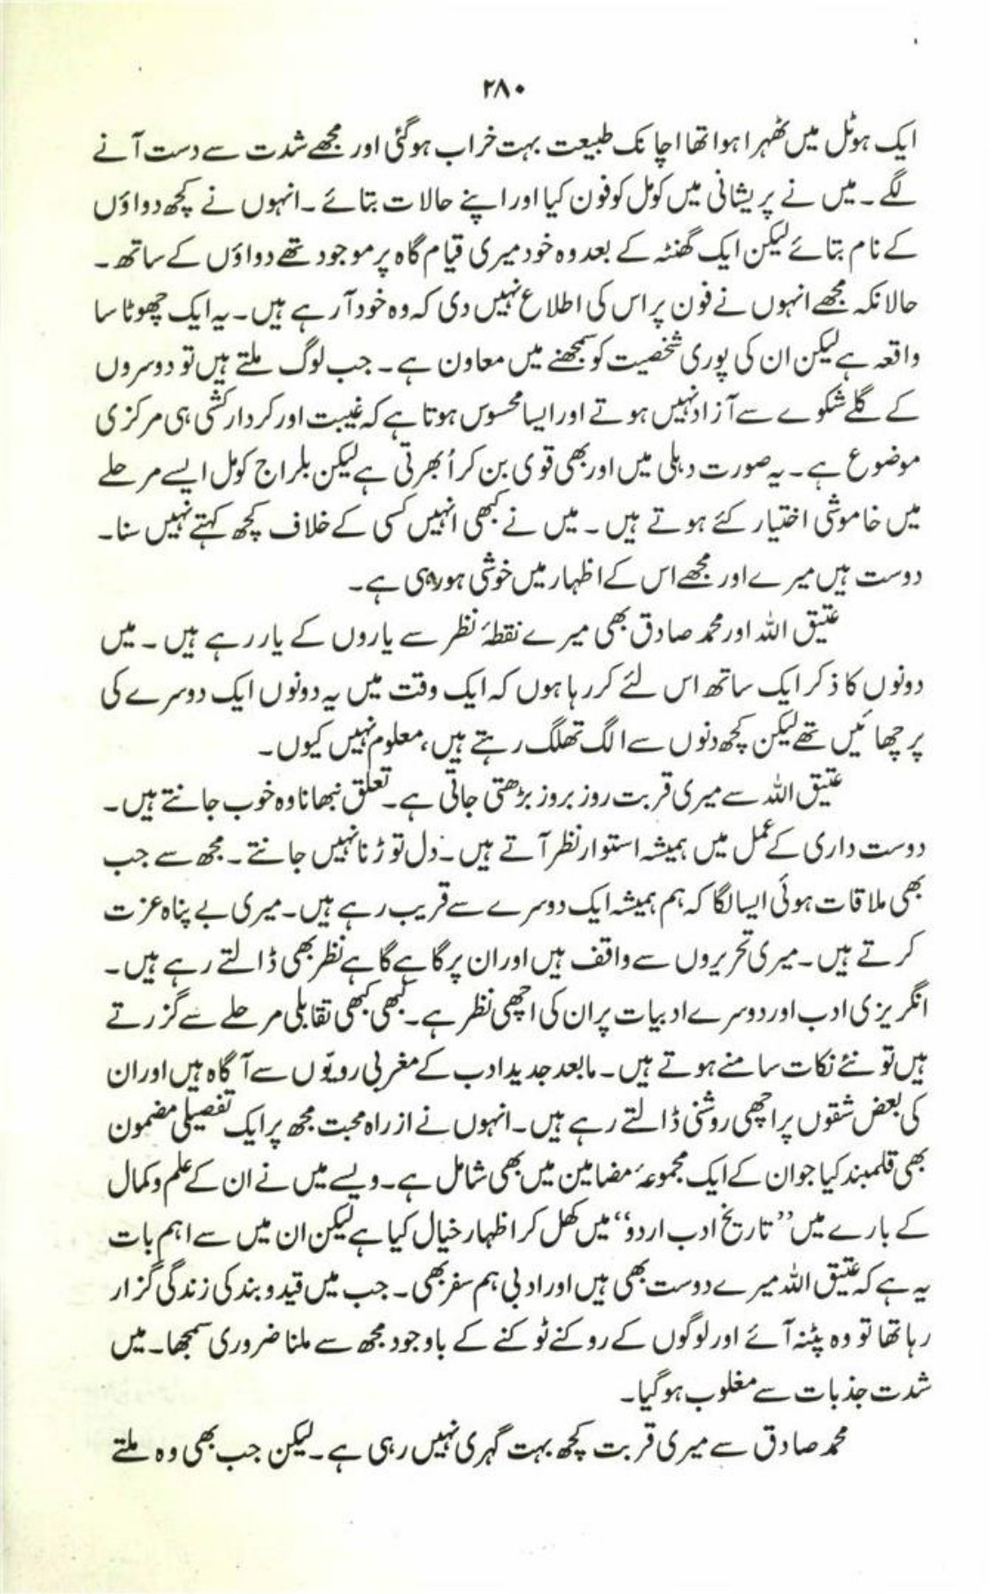 ۲۸۰
ایک ہوٹل میں ٹھہرا ہوا تھا اچانک طبیعت بہت خراب ہو گئی اور مجھے شدت سے دست آنے
لگے۔ میں نے پریشانی میں کومل کو فون کیا اور اپنے حالات بتائے۔ انہوں نے کچھ دواؤں
کے نام بتائے لیکن ایک گھنٹہ کے بعد وہ خود میری قیام گاہ پر موجود تھے دواؤں کے ساتھ۔
حالانکہ مجھے انہوں نے فون پر اس کی اطلاع نہیں دی کہ وہ خود آ رہے ہیں۔ یہ ایک چھوٹا سا
واقعہ ہے لیکن ان کی پوری شخصیت کو سمجھنے میں معاون ہے۔ جب لوگ ملتے ہیں تو دوسروں
کے گلے شکوے سے آزاد نہیں ہوتے اور ایسا محسوس ہوتا ہے کہ غیبت اور کردار کشی ہی مرکزی
موضوع ہے۔ یہ صورت دہلی میں اور بھی قوی بن کر اُبھرتی ہے لیکن بلراج کومل ایسے مرحلے
میں خاموشی اختیار کئے ہوتے ہیں۔ میں نے کبھی انہیں کسی کے خلاف کچھ کہتے نہیں سنا۔
دوست ہیں میرے اور مجھے اس کے اظہار میں خوشی ہو رہی ہے۔
عتیق اللہ اور محمد صادق بھی میرے نقطۂ نظر سے یاروں کے یار رہے ہیں۔ میں
دونوں کا ذکر ایک ساتھ اس لئے کر رہا ہوں کہ ایک وقت میں یہ دونوں ایک دوسرے کی
پرچھائیں تھے لیکن کچھ دنوں سے الگ تھلگ رہتے ہیں، معلوم نہیں کیوں۔
عتیق اللہ سے میری قربت روز بروز بڑھتی جاتی ہے۔ تعلق نبھانا وہ خوب جانتے ہیں۔
دوست داری کے عمل میں ہمیشہ استوار نظر آتے ہیں۔ دل توڑنا نہیں جانتے۔ مجھ سے جب
بھی ملاقات ہوئی ایسا لگا کہ ہم ہمیشہ ایک دوسرے سے قریب رہے ہیں۔ میری بے پناہ عزت
کرتے ہیں۔ میری تحریروں سے واقف ہیں اور ان پر گاہے گاہے نظر بھی ڈالتے رہے ہیں۔
انگریزی ادب اور دوسرے ادبیات پر ان کی اچھی نظر ہے۔ کبھی کبھی تقابلی مرحلے سے گزرتے
ہیں تو نئے نکات سامنے ہوتے ہیں۔ مابعد جدید ادب کے مغربی رویّوں سے آگاہ ہیں اور ان
کی بعض شقوں پر اچھی روشنی ڈالتے رہے ہیں۔ انہوں نے از راہ محبت مجھ پر ایک تفصیلی مضمون
بھی قلمبند کیا جو ان کے ایک مجموعۂ مضامین میں بھی شامل ہے۔ ویسے میں نے ان کے علم و کمال
کے بارے میں ’’تاریخ ادب اردو‘‘ میں کھل کر اظہار خیال کیا ہے لیکن ان میں سے اہم بات
یہ ہے کہ عتیق اللہ میرے دوست بھی ہیں اور ادبی ہم سفر بھی۔ جب میں قید و بند کی زندگی گزار
رہا تھا تو وہ پٹنہ آئے اور لوگوں کے روکنے ٹوکنے کے باوجود مجھ سے ملنا ضروری سمجھا۔ میں
شدت جذبات سے مغلوب ہو گیا۔
محمد صادق سے میری قربت کچھ بہت گہری نہیں رہی ہے۔ لیکن جب بھی وہ ملتے